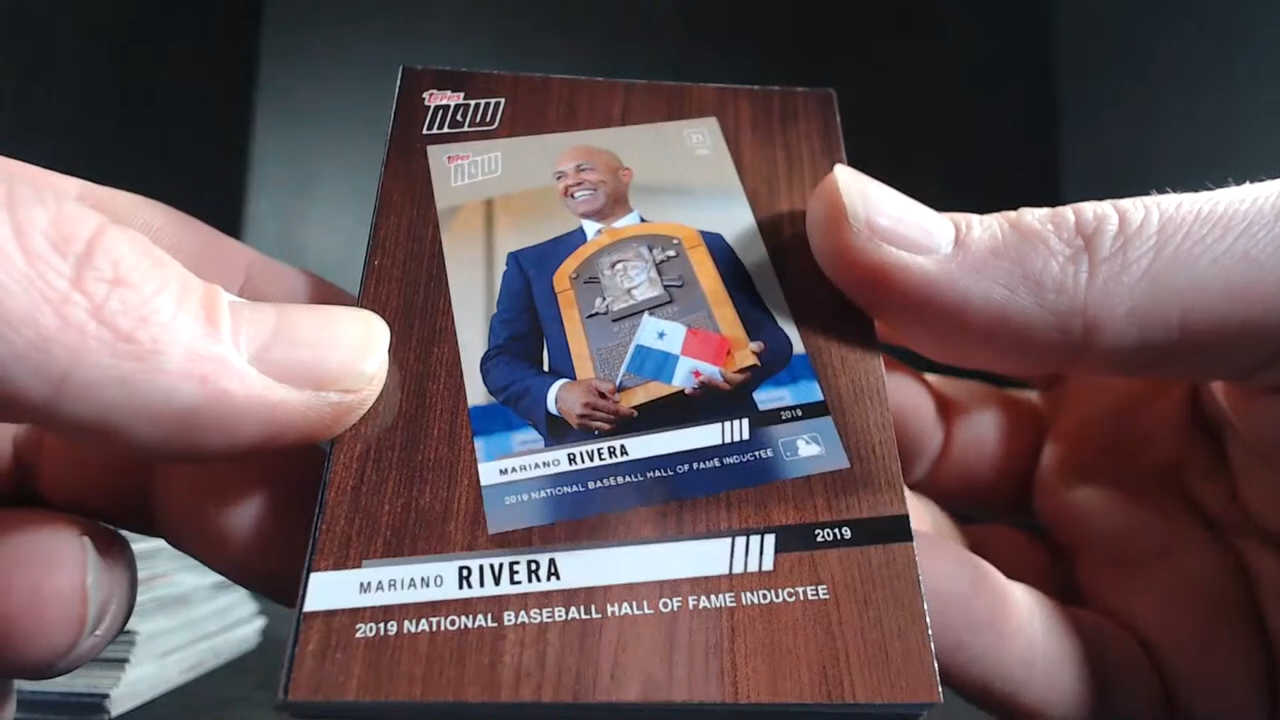 Topps
NOW
Topps
NOW
21
MARIANO RIVERA
2019
2019 NATIONAL BASEBALL HALL OF FAME INDUCTEE
MARIANO RIVERA
2019
2019 NATIONAL BASEBALL HALL OF FAME INDUCTEE